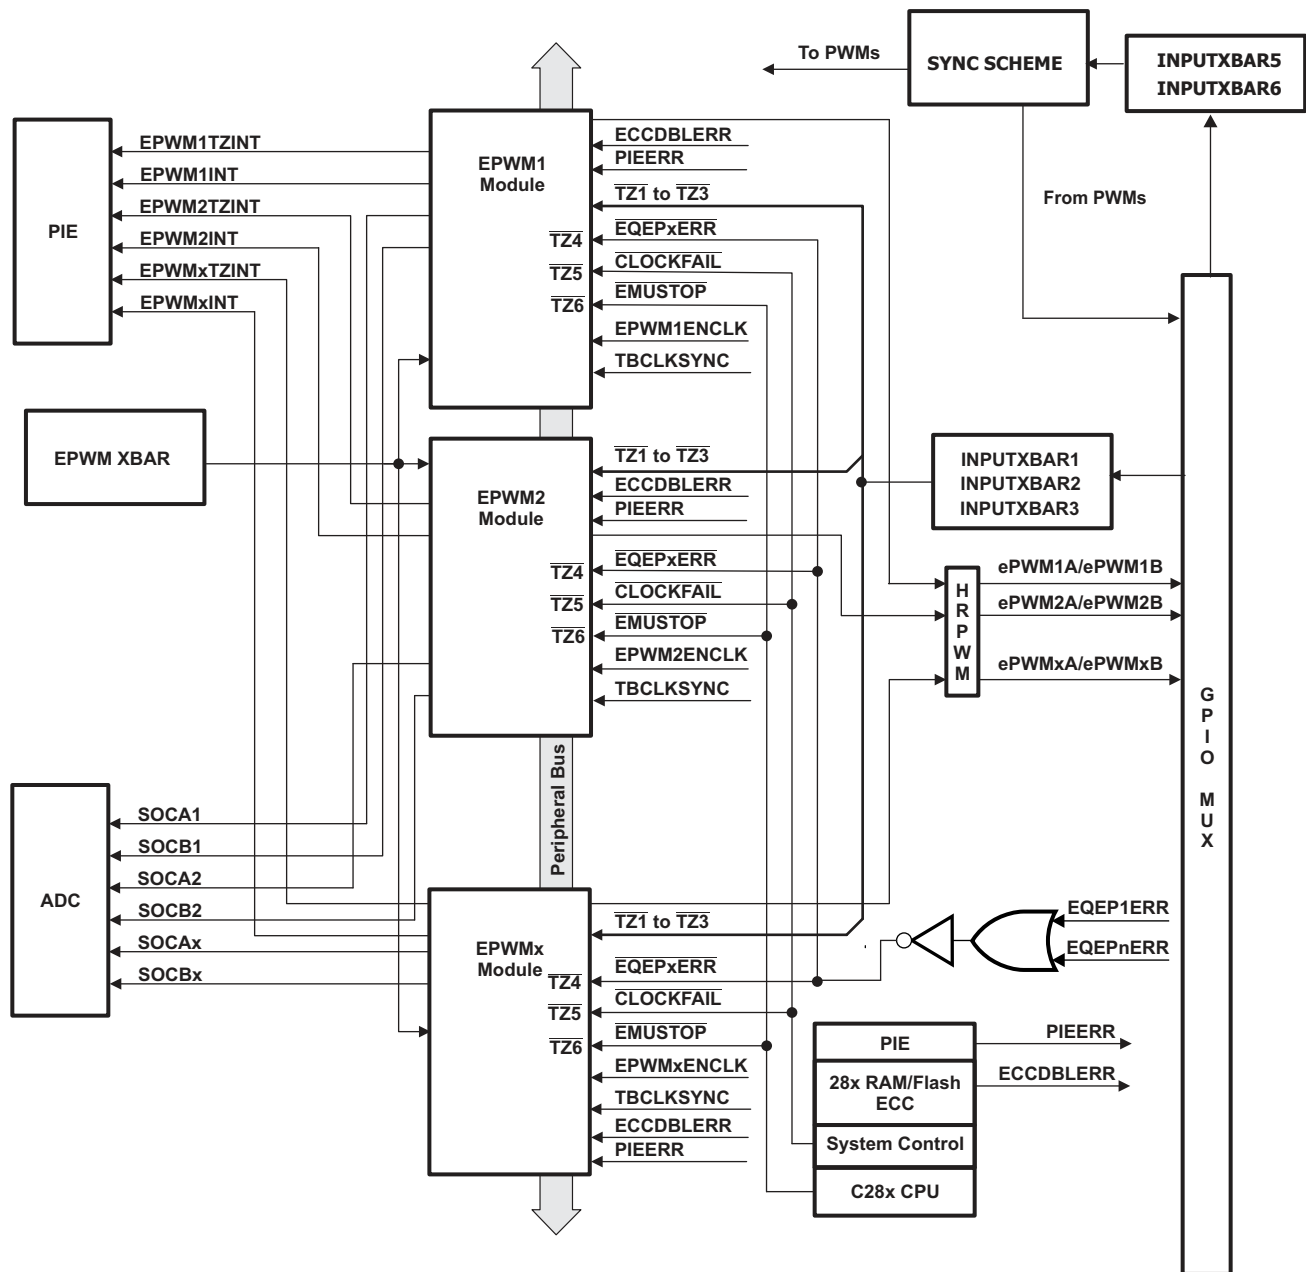 To PWMs
SYNC SCHEME
INPUTXBAR5
INPUTXBAR6
From PWMs
PIE
EPWM1TZINT
EPWM1INT
EPWM2TZINT
EPWM2INT
EPWMxTZINT
EPWMxINT
EPWM1
Module
ECCDBLERR
PIEERR
TZ1 to TZ3
TZ4
EQEPxERR
TZ5
CLOCKFAIL
TZ6
EMUSTOP
EPWM1ENCLK
TBCLKSYNC
EPWM XBAR
EPWM2
Module
TZ1 to TZ3
ECCDBLERR
PIEERR
TZ4
EQEPxERR
TZ5
CLOCKFAIL
TZ6
EMUSTOP
EPWM2ENCLK
TBCLKSYNC
INPUTXBAR1
INPUTXBAR2
INPUTXBAR3
HRPWM
ePWM1A/ePWM1B
ePWM2A/ePWM2B
ePWMxA/ePWMxB
GPIO MUX
Peripheral Bus
ADC
SOCA1
SOCB1
SOCA2
SOCB2
SOCAx
SOCBx
EPWMx
Module
TZ1 to TZ3
TZ4
EQEPxERR
TZ5
CLOCKFAIL
TZ6
EMUSTOP
EPWMxENCLK
TBCLKSYNC
ECCDBLERR
PIEERR
EQEP1ERR
EQEPnERR
PIE
PIEERR
28x RAM/Flash
ECC
ECCDBLERR
System Control
C28x CPU